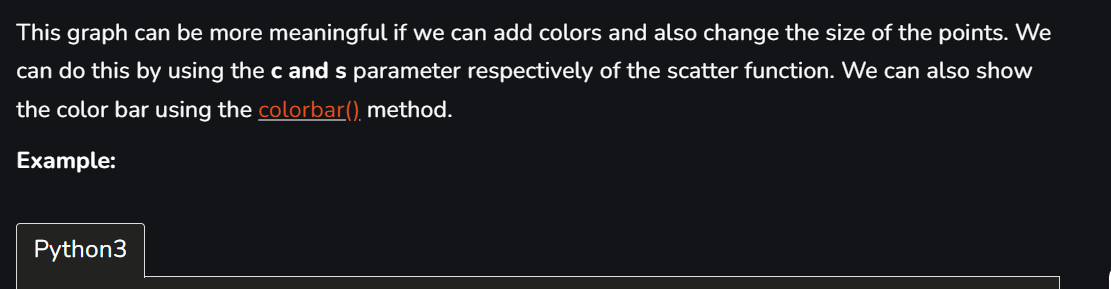 This graph can be more meaningful if we can add colors and also change the size of the points. We
can do this by using the c and s parameter respectively of the scatter function. We can also show
the color bar using the colorbar() method.
Example:
Python3